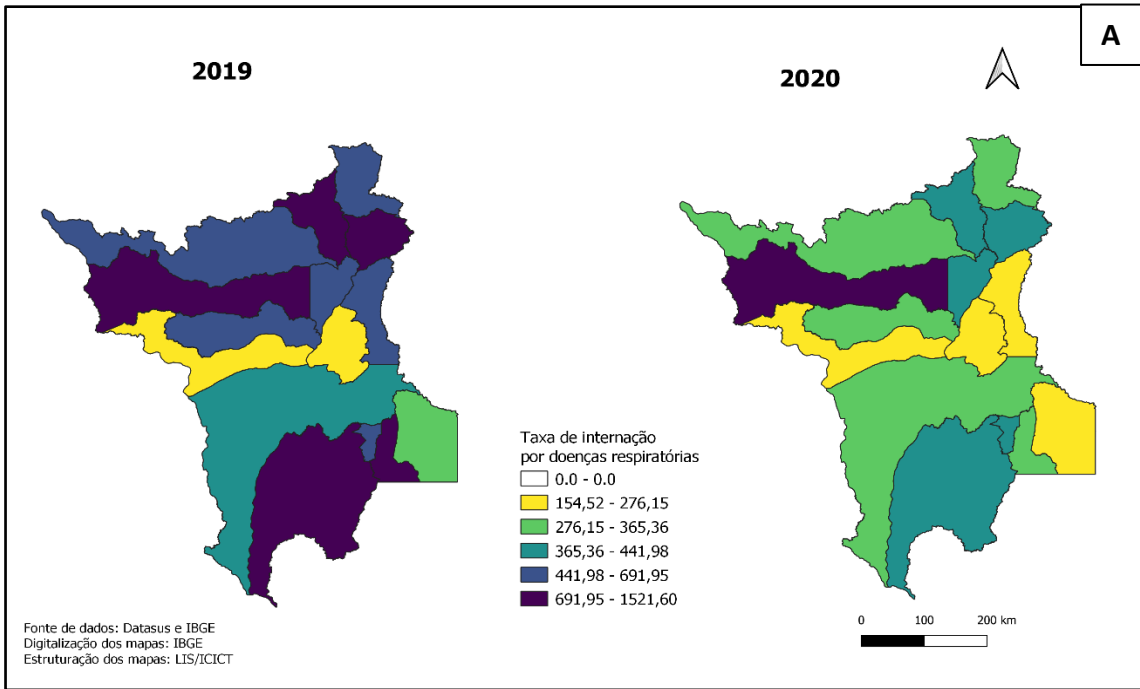 A
2019
2020
Taxa de internação
por doenças respiratórias
0.0 - 0.0
154,52 - 276,15
276,15 - 365,36
365,36 - 441,98
441,98 - 691,95
691,95 - 1521,60
Fonte de dados: Datasus e IBGE
Digitalização dos mapas: IBGE
Estruturação dos mapas: LIS/ICICT
0 100 200 km